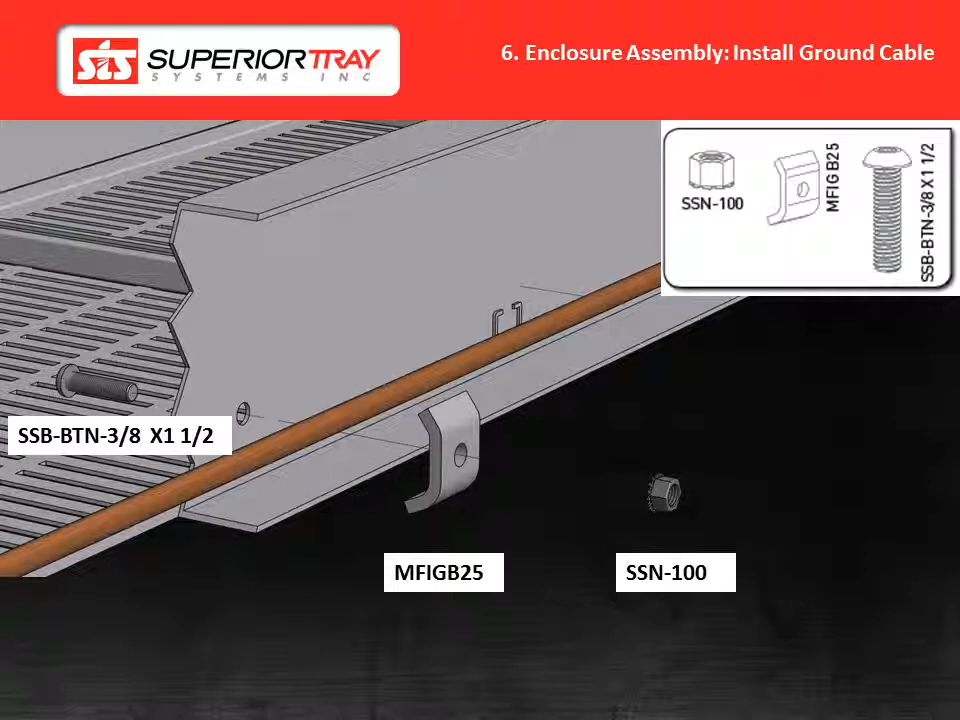 sts SUPERIORTRAY
SYSTEMS INC
6. Enclosure Assembly: Install Ground Cable
SSN-100
MFIG B25
SSB-BTN-3/8 X1 1/2
SSB-BTN-3/8 X1 1/2
MFIGB25
SSN-100